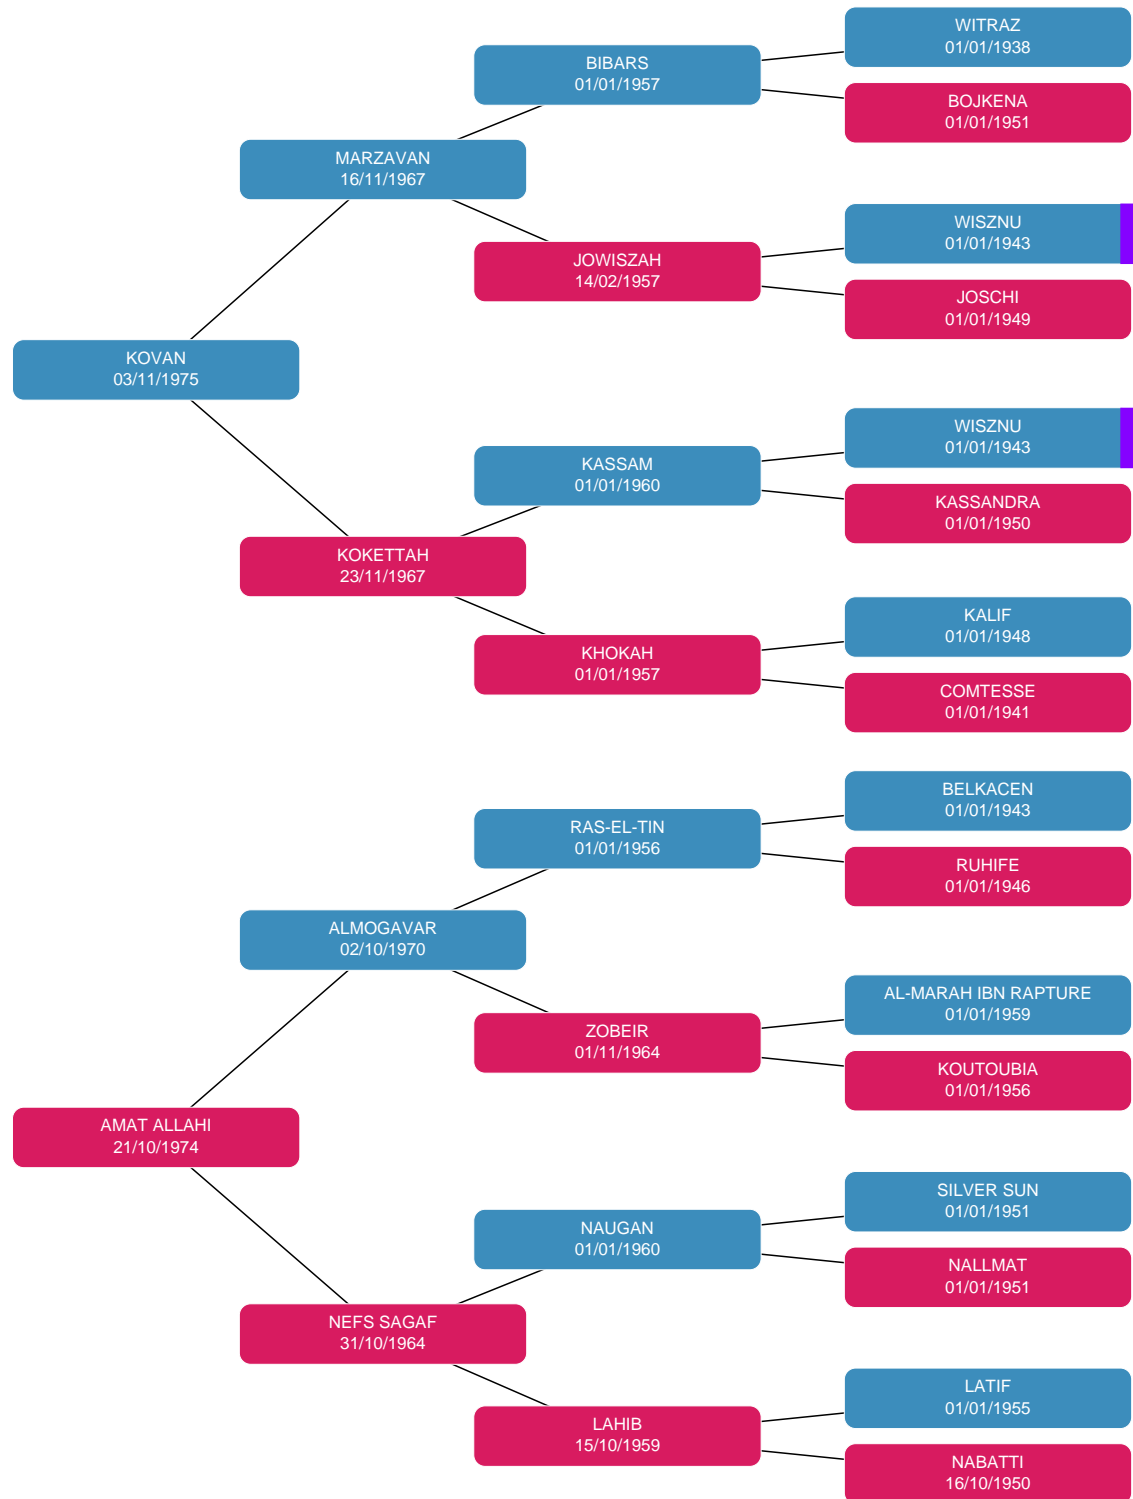 WITRAZ
01/01/1938
BIBARS
01/01/1957
BOJKENA
01/01/1951
MARZAVAN
16/11/1967
WISZNU
01/01/1943
JOWISZAH
14/02/1957
JOSCHI
01/01/1949
KOVAN
03/11/1975
WISZNU
01/01/1943
KASSAM
01/01/1960
KASSANDRA
01/01/1950
KOKETTAH
23/11/1967
KALIF
01/01/1948
KHOKAH
01/01/1957
COMTESSE
01/01/1941
BELKACEN
01/01/1943
RAS-EL-TIN
01/01/1956
RUHIFE
01/01/1946
ALMOGAVAR
02/10/1970
AL-MARAH IBN RAPTURE
01/01/1959
ZOBEIR
01/11/1964
KOUTOUBIA
01/01/1956
AMAT ALLAHI
21/10/1974
SILVER SUN
01/01/1951
NAUGAN
01/01/1960
NALLMAT
01/01/1951
NEFS SAGAF
31/10/1964
LATIF
01/01/1955
LAHIB
15/10/1959
NABATTI
16/10/1950